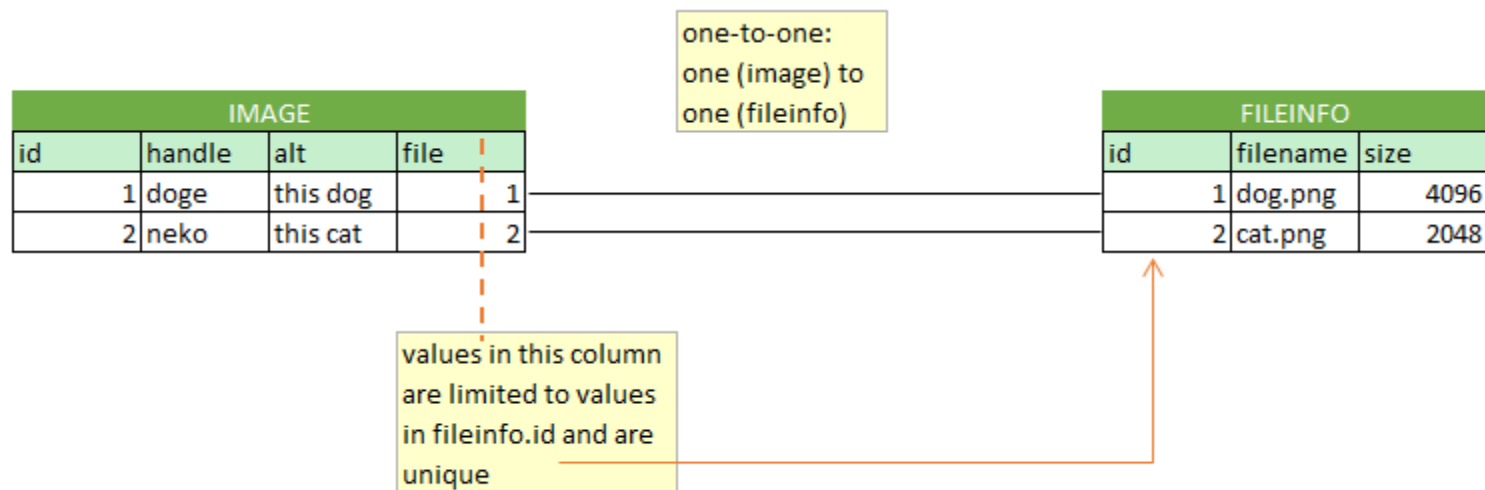 one-to-one:
one (image) to
one (fileinfo)
IMAGE
id handle alt file
1 doge this dog 1
2 neko this cat 2
FILEINFO
id filename size
1 dog.png 4096
2 cat.png 2048
values in this column
are limited to values
in fileinfo.id and are
unique